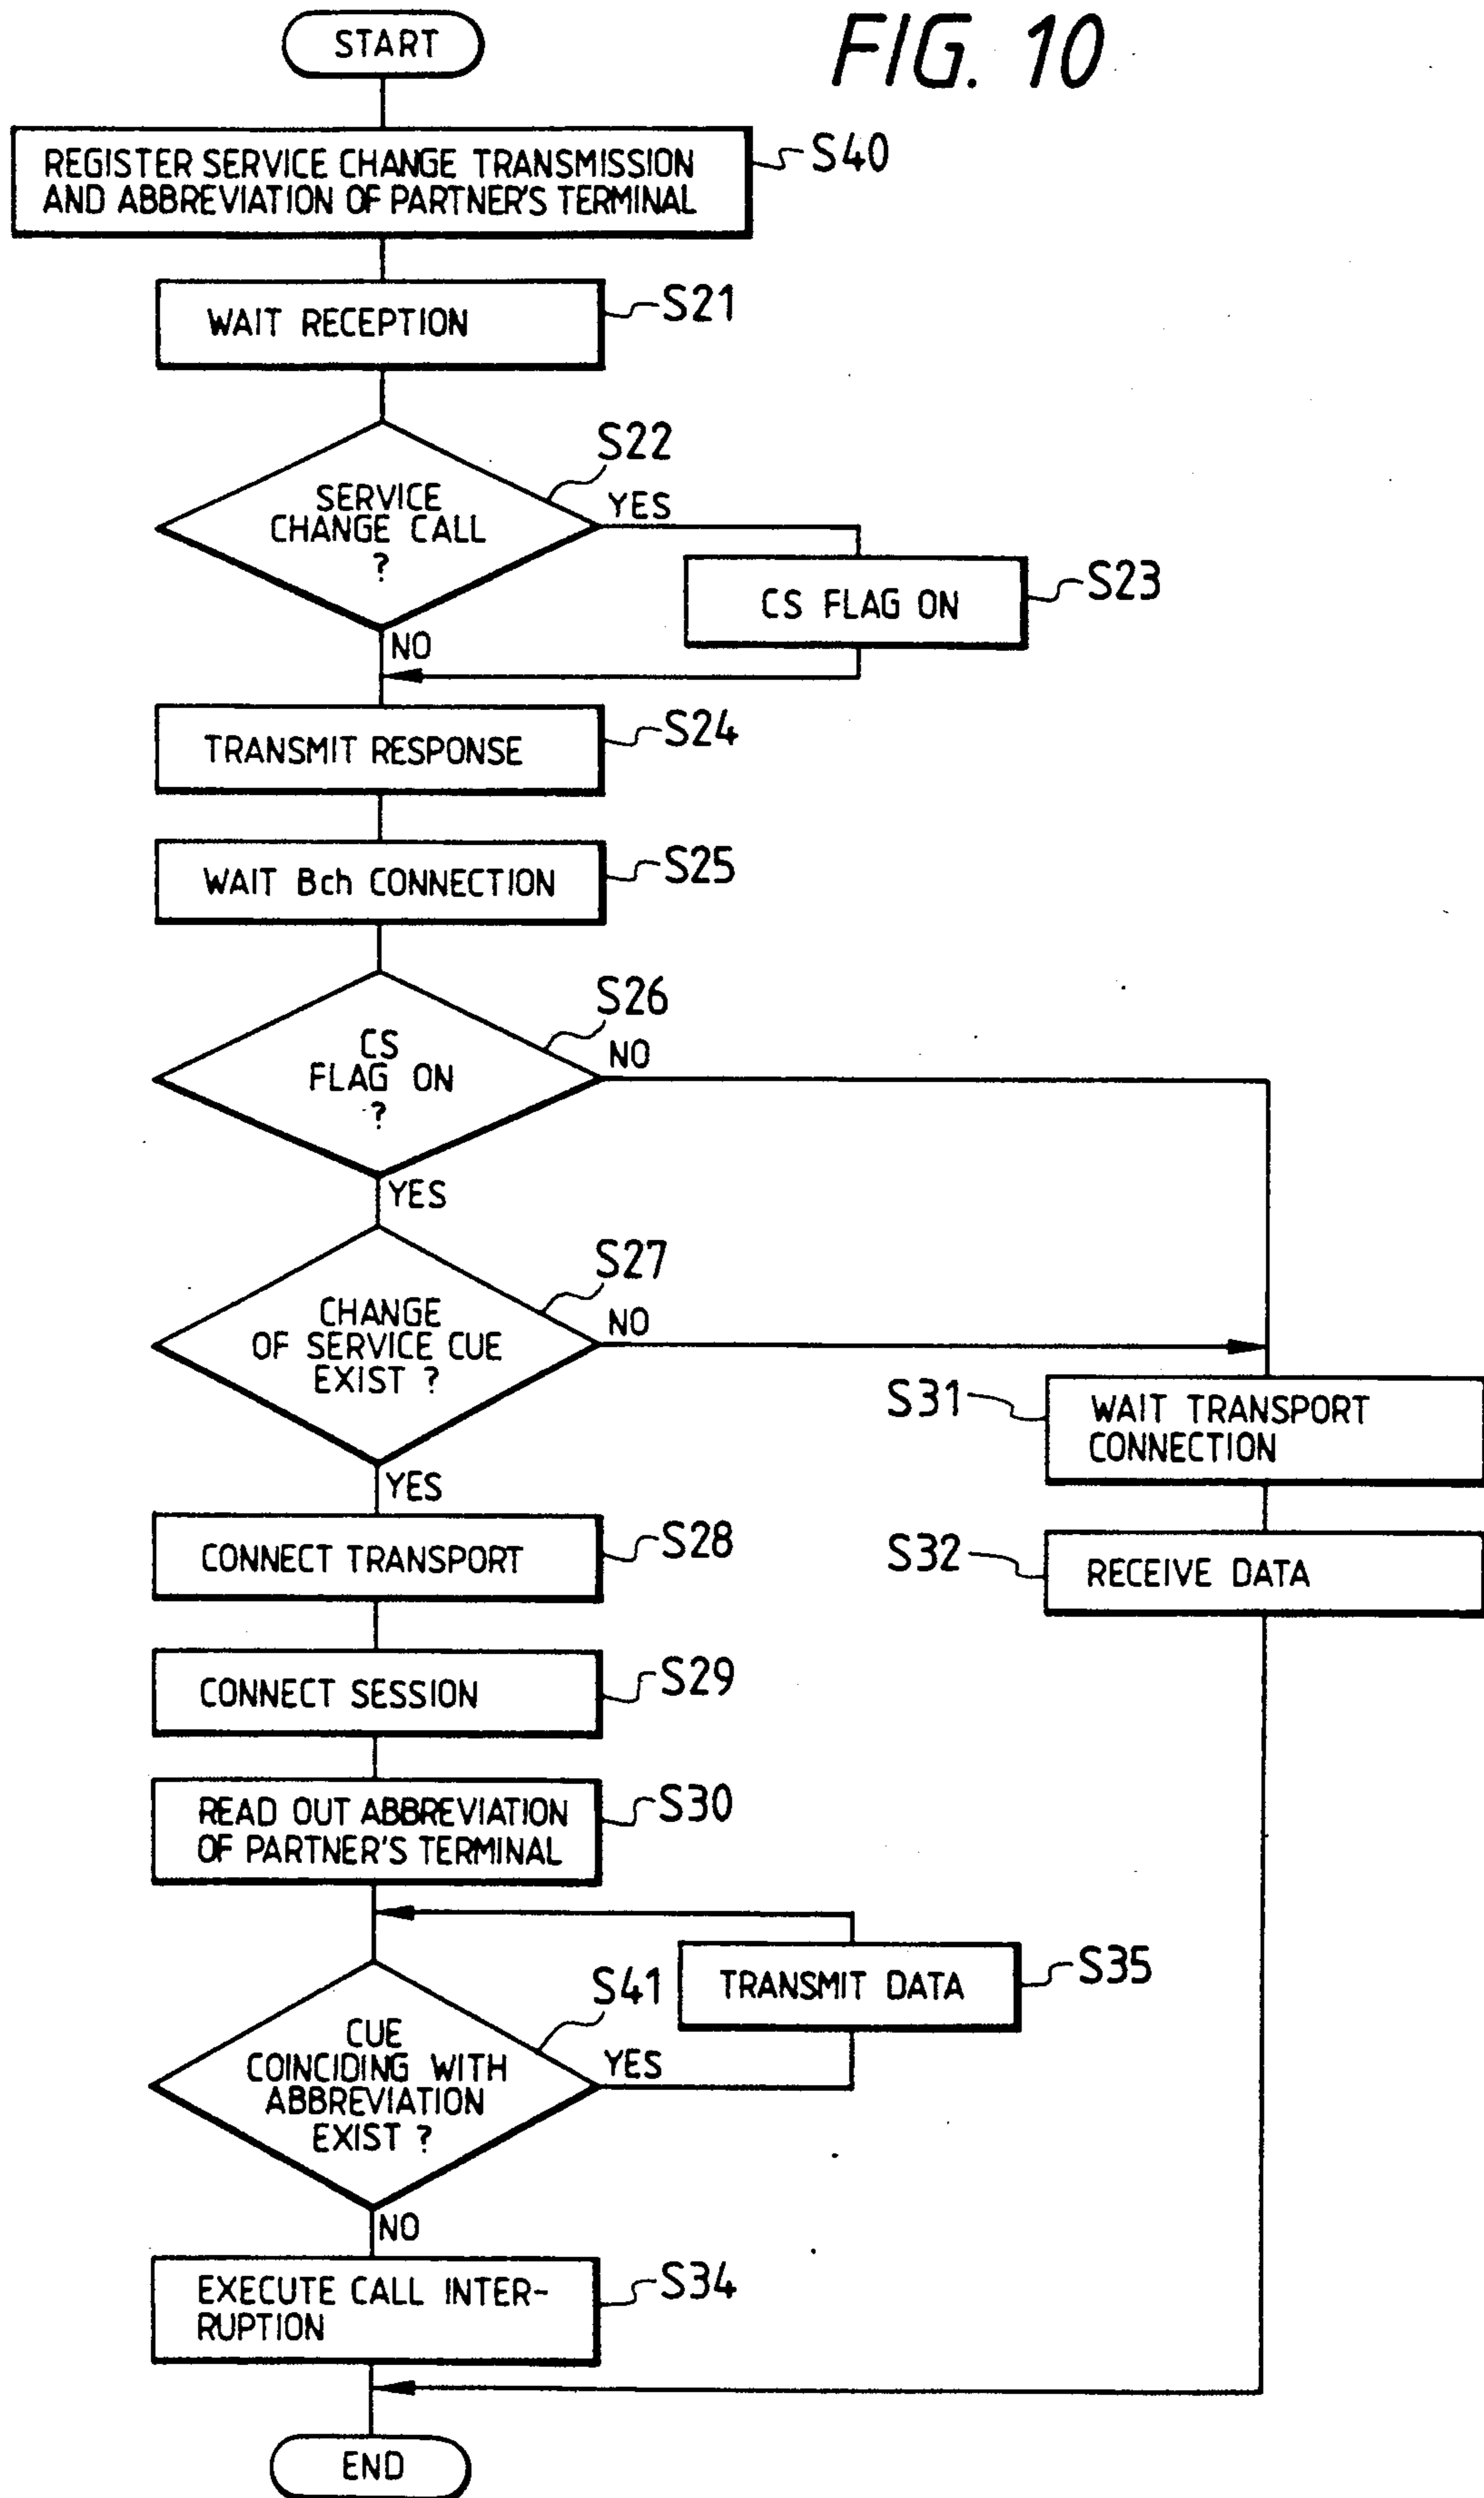 FIG. 10
START
REGISTER SERVICE CHANGE TRANSMISSION
AND ABBREVIATION OF PARTNER'S TERMINAL
S40
WAIT RECEPTION
S21
SERVICE
CHANGE CALL
?
S22
YES
CS FLAG ON
S23
NO
TRANSMIT RESPONSE
S24
WAIT Bch CONNECTION
S25
CS
FLAG ON
?
S26
NO
YES
CHANGE
OF SERVICE CUE
EXIST ?
S27
NO
S31
WAIT TRANSPORT
CONNECTION
YES
CONNECT TRANSPORT
S28
S32
RECEIVE DATA
CONNECT SESSION
S29
READ OUT ABBREVIATION
OF PARTNER'S TERMINAL
S30
TRANSMIT DATA
S35
CUE
COINCIDING WITH
ABBREVIATION
EXIST ?
S41
YES
NO
EXECUTE CALL INTER-
RUPTION
S34
END